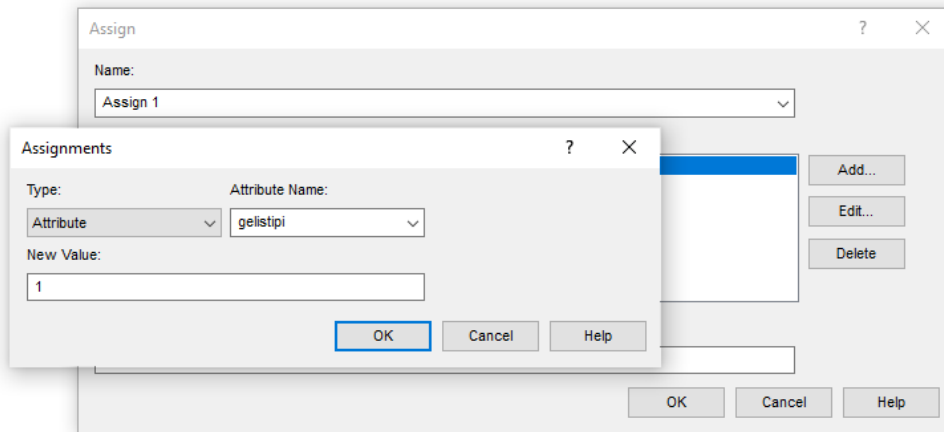 Assign ?
Name:
Assign 1
Add...
Edit...
Delete
OK Cancel Help
Assignments ?
Type: Attribute Name:
Attribute gelistipi
New Value:
1
OK Cancel Help